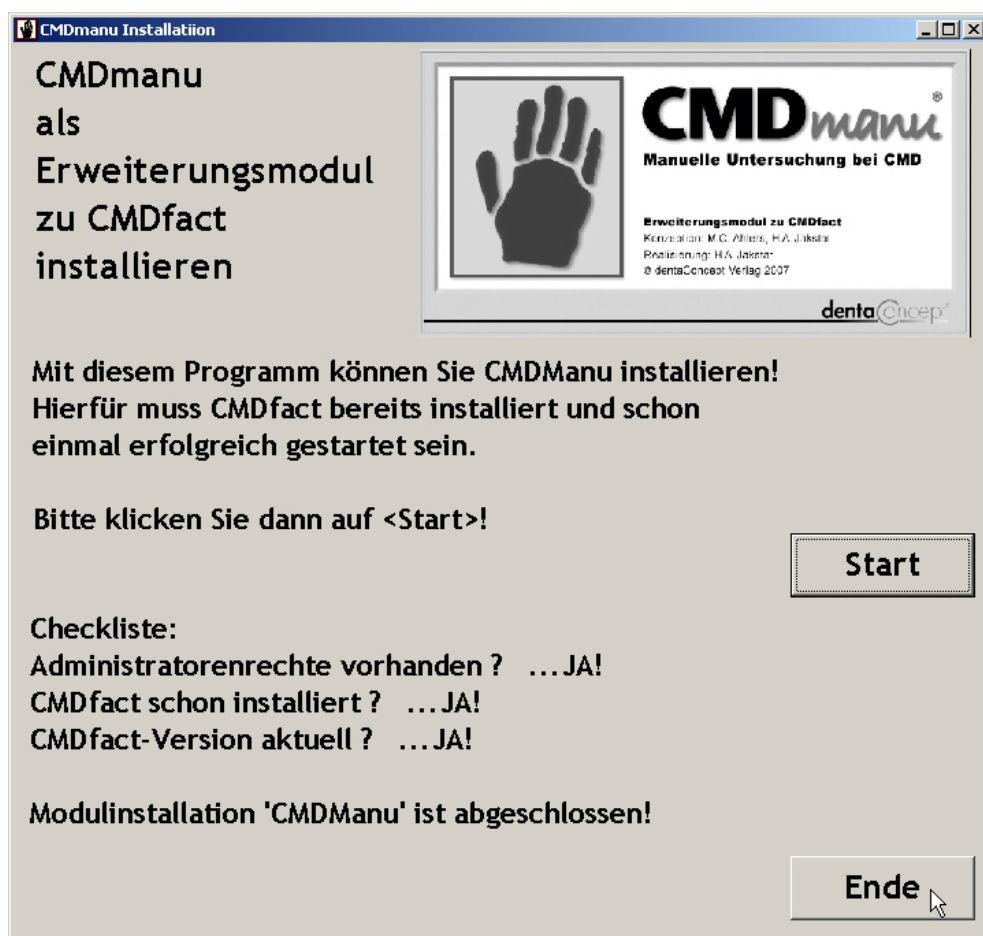 CMDmanu Installatiion
CMDmanu
als
Erweiterungsmodul
zu CMDfact
installieren
CMDmanu®
Manuelle Untersuchung bei CMD
Erweiterungsmodul zu CMDfact
Konzeption: M.O. Ahlers, H.A. Jakstat
Realisierung: H.A. Jakstat
© dentaConcept Verlag 2007
dentaConcept®
Mit diesem Programm können Sie CMDManu installieren!
Hierfür muss CMDfact bereits installiert und schon
einmal erfolgreich gestartet sein.
Bitte klicken Sie dann auf <Start>!
Start
Checkliste:
Administratorenrechte vorhanden ? ...JA!
CMDfact schon installiert ? ...JA!
CMDfact-Version aktuell ? ...JA!
Modulinstallation 'CMDManu' ist abgeschlossen!
Ende